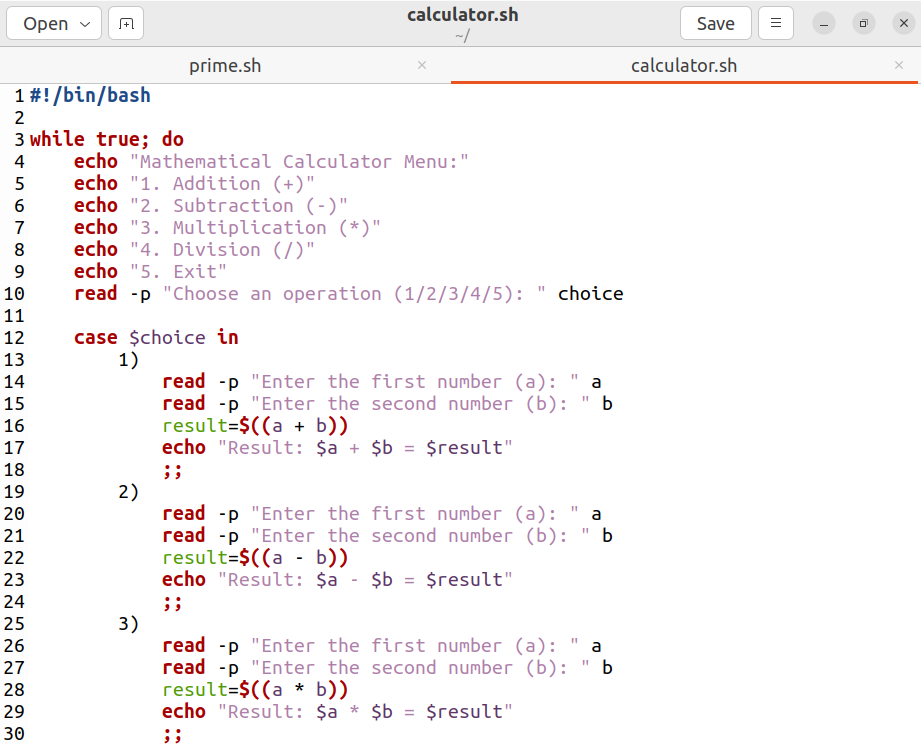 Open
calculator.sh
~/
Save
prime.sh
calculator.sh
1 #!/bin/bash
2
3 while true; do
4     echo "Mathematical Calculator Menu:"
5     echo "1. Addition (+)"
6     echo "2. Subtraction (-)"
7     echo "3. Multiplication (*)"
8     echo "4. Division (/)"
9     echo "5. Exit"
10     read -p "Choose an operation (1/2/3/4/5): " choice
11
12     case $choice in
13         1)
14             read -p "Enter the first number (a): " a
15             read -p "Enter the second number (b): " b
16             result=$((a + b))
17             echo "Result: $a + $b = $result"
18             ;;
19         2)
20             read -p "Enter the first number (a): " a
21             read -p "Enter the second number (b): " b
22             result=$((a - b))
23             echo "Result: $a - $b = $result"
24             ;;
25         3)
26             read -p "Enter the first number (a): " a
27             read -p "Enter the second number (b): " b
28             result=$((a * b))
29             echo "Result: $a * $b = $result"
30             ;;